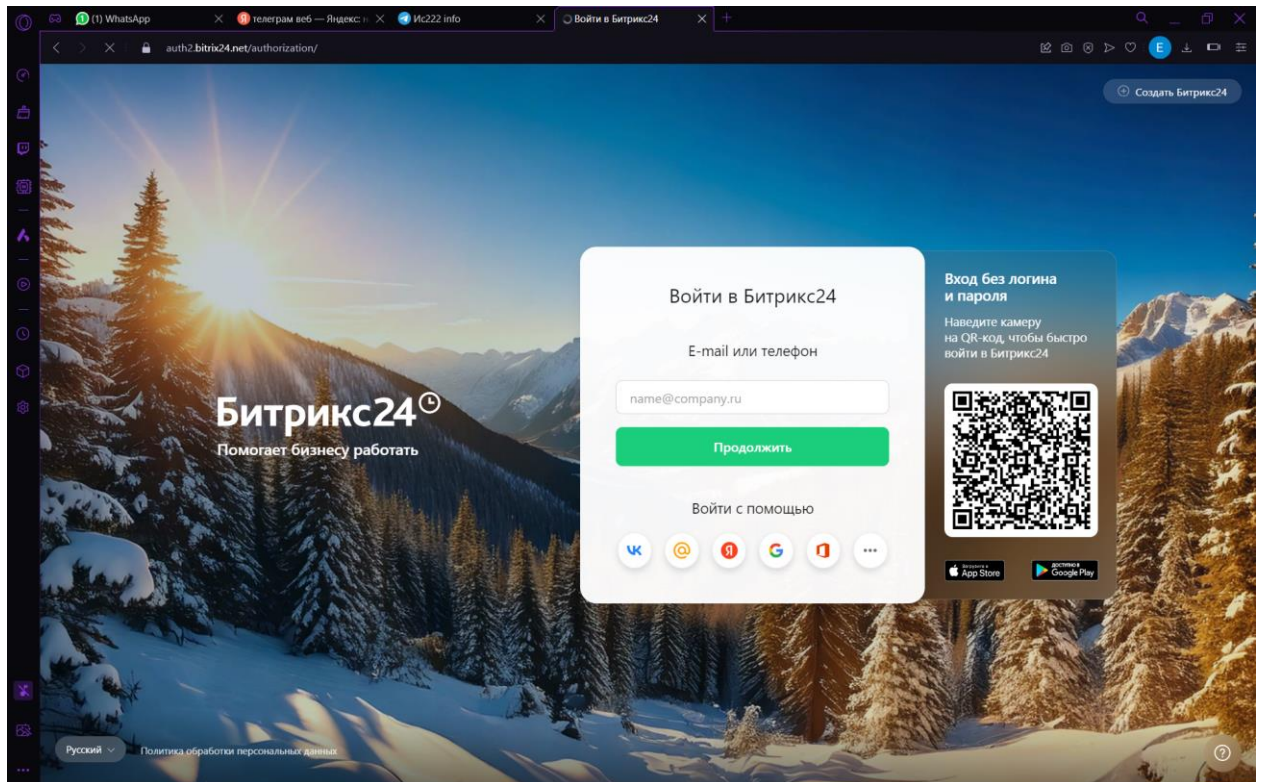 (1) WhatsApp
телеграм веб — Яндекс: н
Ис222 info
Войти в Битрикс24
auth2.bitrix24.net/authorization/
E
Создать Битрикс24
Войти в Битрикс24
E-mail или телефон
name@company.ru
Продолжить
Войти с помощью
Вход без логина
и пароля
Наведите камеру
на QR-код, чтобы быстро
войти в Битрикс24
App Store
Google Play
Битрикс24
Помогает бизнесу работать
Русский
Политика обработки персональных данных